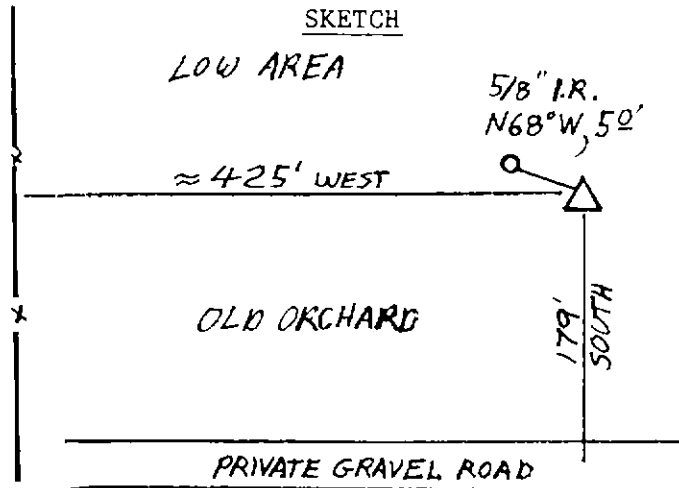 SKETCH
LOW AREA
5/8" I.R.
N68°W, 5.0'
≈ 425' WEST
OLD ORCHARD
179'
SOUTH
PRIVATE GRAVEL ROAD